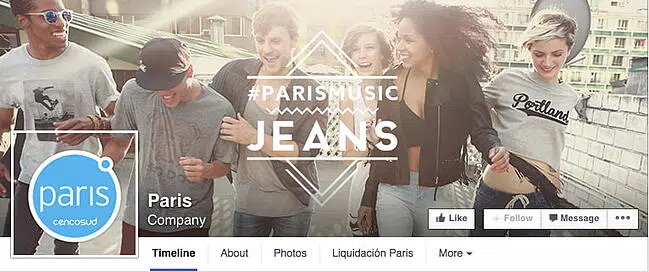 #PARISMUSIC
JEANS
Portland
paris
cencosud
Paris
Company
Like
Follow
Message
Timeline
About
Photos
Liquidación Paris
More